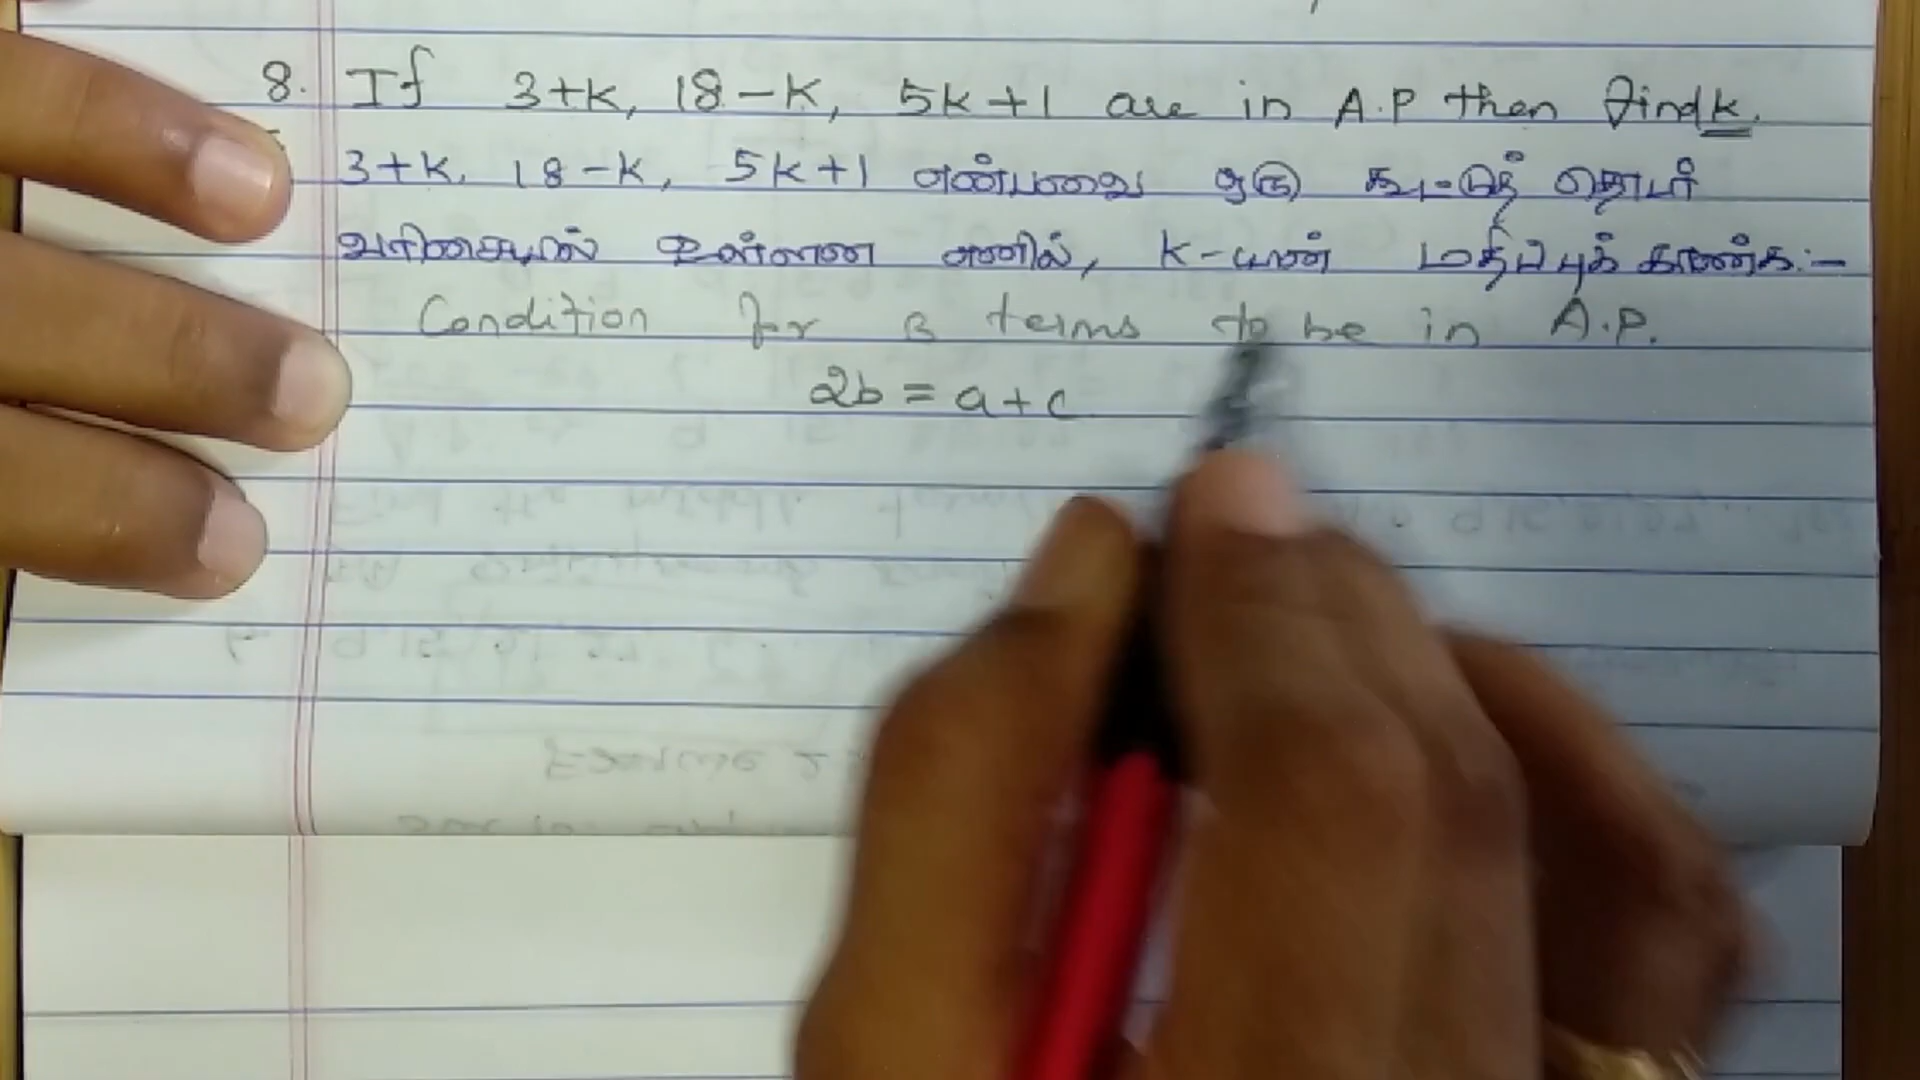 8. If 3+k, 18-k, 5k+1 are in A.P then find k.
3+k, 18-k, 5k+1 என்பவை ஒரு கூட்டுத் தொடர்
வரிசையில் உள்ளன எனில், k-யின் மதிப்புக் காண்க:-
Condition for 3 terms to be in A.P.
2b = a+c